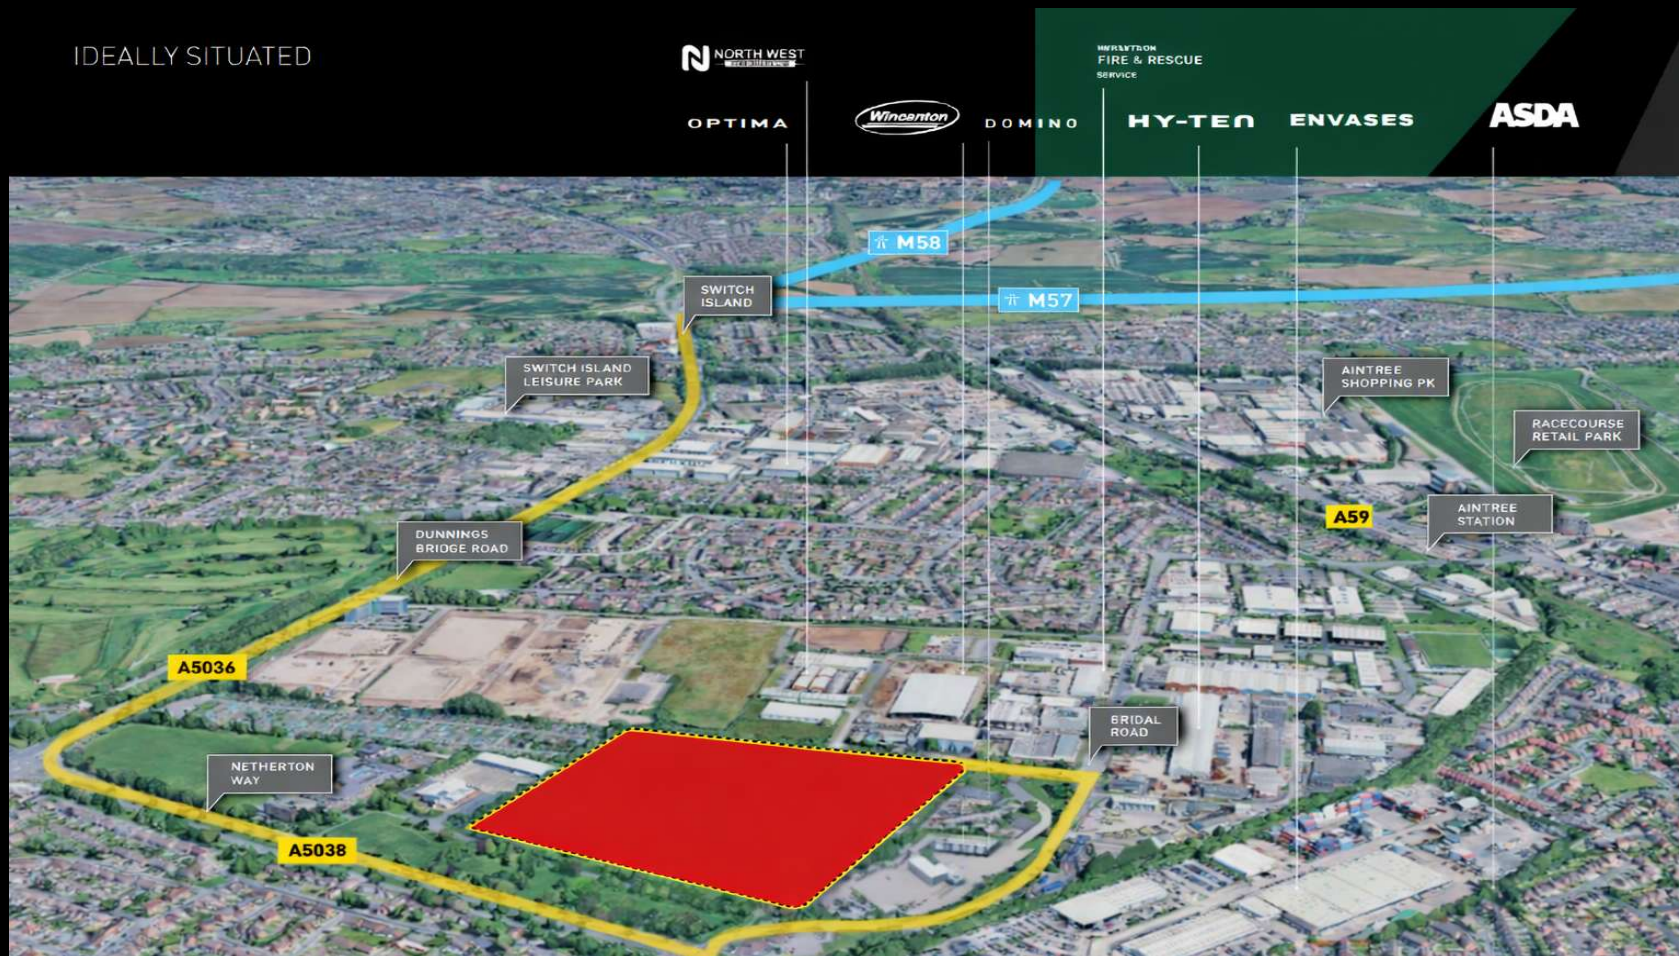 IDEALLY SITUATED
NORTH WEST
FIRE & RESCUE
SERVICE
OPTIMA
Wincanton
DOMINO
HY-TEN
ENVASES
ASDA
M58
SWITCH
ISLAND
M57
SWITCH ISLAND
LEISURE PARK
AINTREE
SHOPPING PK
RACECOURSE
RETAIL PARK
A59
AINTREE
STATION
DUNNINGS
BRIDGE ROAD
A5036
BRIDAL
ROAD
NETHERTON
WAY
A5038